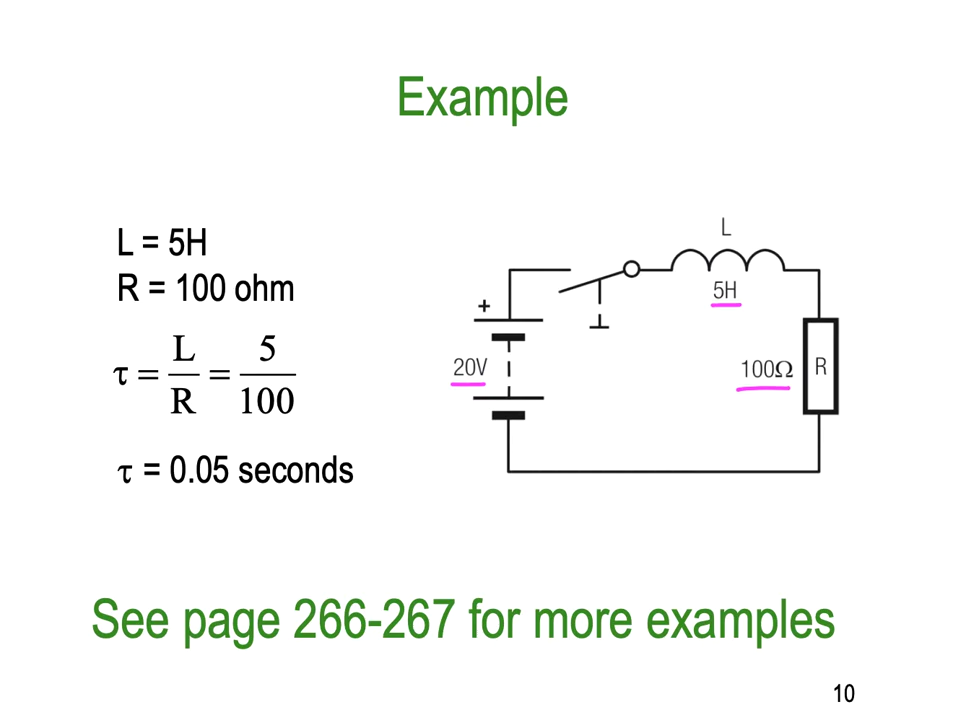 Example
L = 5H
R = 100 ohm
τ = L/R = 5/100
τ = 0.05 seconds
L
5H
+
20V
100Ω
R
See page 266-267 for more examples
10